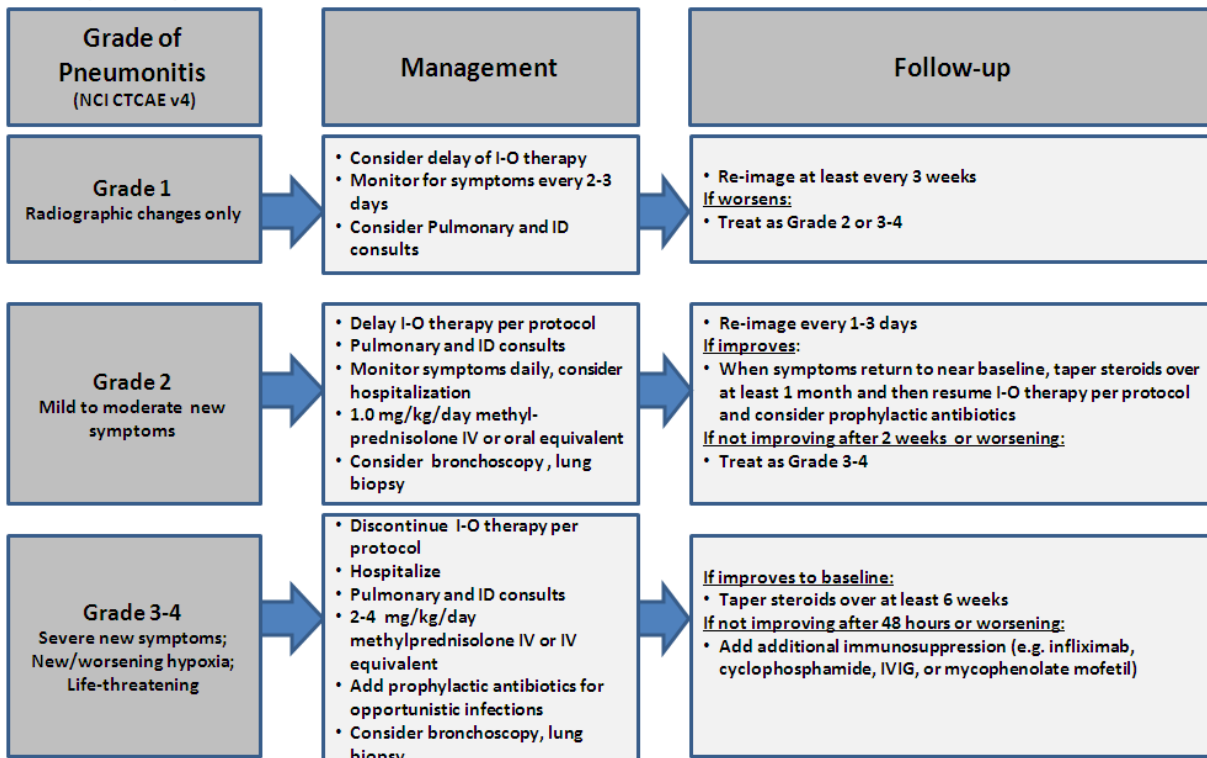 Grade of
Pneumonitis
(NCI CTCAE v4)
Management
Follow-up
Grade 1
Radiographic changes only
• Consider delay of I-O therapy
• Monitor for symptoms every 2-3
days
• Consider Pulmonary and ID
consults
• Re-image at least every 3 weeks
If worsens:
• Treat as Grade 2 or 3-4
Grade 2
Mild to moderate new
symptoms
• Delay I-O therapy per protocol
• Pulmonary and ID consults
• Monitor symptoms daily, consider
hospitalization
• 1.0 mg/kg/day methyl-
prednisolone IV or oral equivalent
• Consider bronchoscopy, lung
biopsy
• Re-image every 1-3 days
If improves:
• When symptoms return to near baseline, taper steroids over
at least 1 month and then resume I-O therapy per protocol
and consider prophylactic antibiotics
If not improving after 2 weeks or worsening:
• Treat as Grade 3-4
Grade 3-4
Severe new symptoms;
New/worsening hypoxia;
Life-threatening
• Discontinue I-O therapy per
protocol
• Hospitalize
• Pulmonary and ID consults
• 2-4 mg/kg/day
methylprednisolone IV or IV
equivalent
• Add prophylactic antibiotics for
opportunistic infections
• Consider bronchoscopy, lung
biopsy
If improves to baseline:
• Taper steroids over at least 6 weeks
If not improving after 48 hours or worsening:
• Add additional immunosuppression (e.g. infliximab,
cyclophosphamide, IVIG, or mycophenolate mofetil)